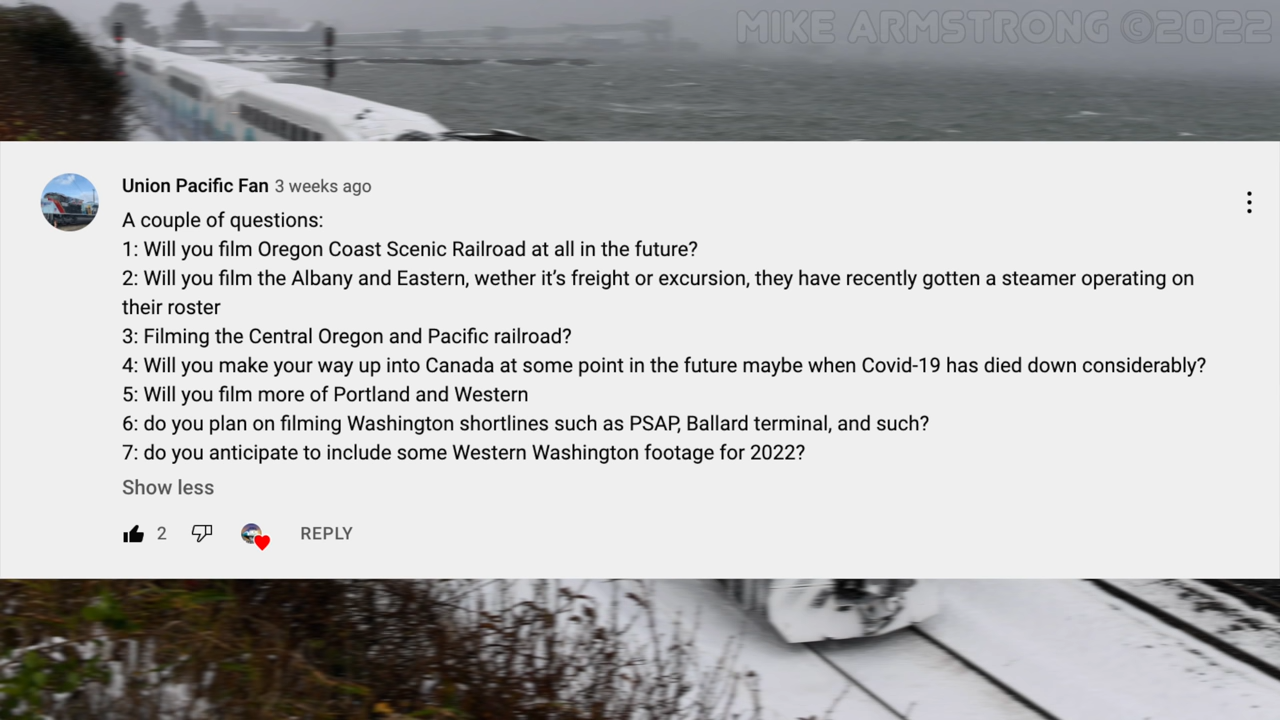 MIKE ARMSTRONG ©2022
Union Pacific Fan 3 weeks ago
A couple of questions:
1: Will you film Oregon Coast Scenic Railroad at all in the future?
2: Will you film the Albany and Eastern, wether it’s freight or excursion, they have recently gotten a steamer operating on
their roster
3: Filming the Central Oregon and Pacific railroad?
4: Will you make your way up into Canada at some point in the future maybe when Covid-19 has died down considerably?
5: Will you film more of Portland and Western
6: do you plan on filming Washington shortlines such as PSAP, Ballard terminal, and such?
7: do you anticipate to include some Western Washington footage for 2022?
Show less
2 REPLY